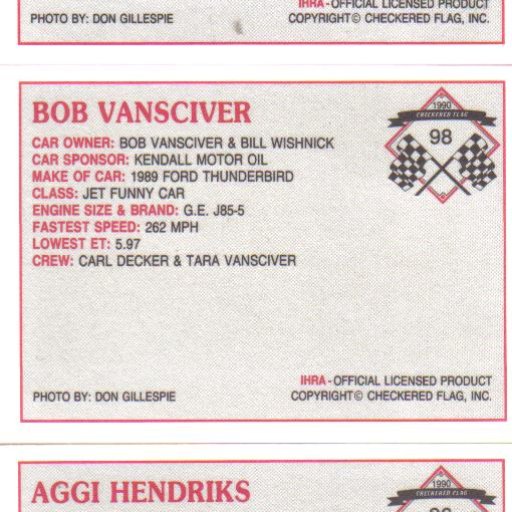 IHRA-OFFICIAL LICENSED PRODUCT
PHOTO BY: DON GILLESPIE
COPYRIGHT© CHECKERED FLAG, INC.
BOB VANSCIVER
1990
CHECKERED FLAG
98
CAR OWNER: BOB VANSCIVER & BILL WISHNICK
CAR SPONSOR: KENDALL MOTOR OIL
MAKE OF CAR: 1989 FORD THUNDERBIRD
CLASS: JET FUNNY CAR
ENGINE SIZE & BRAND: G.E. J85-5
FASTEST SPEED: 262 MPH
LOWEST ET: 5.97
CREW: CARL DECKER & TARA VANSCIVER
IHRA-OFFICIAL LICENSED PRODUCT
PHOTO BY: DON GILLESPIE
COPYRIGHT© CHECKERED FLAG, INC.
AGGI HENDRIKS
1990
CHECKERED FLAG